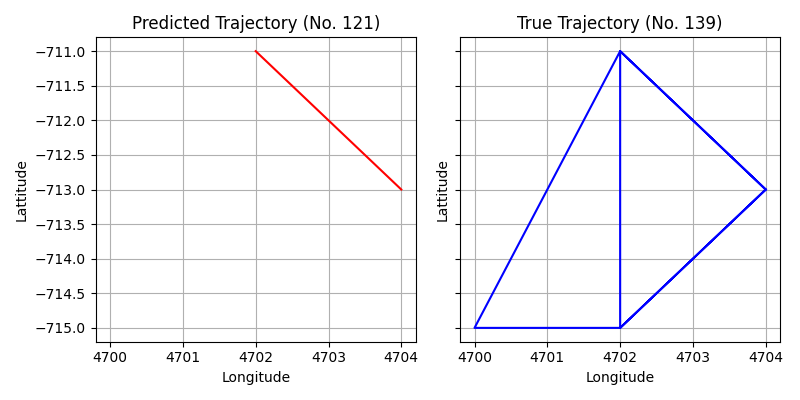 Predicted Trajectory (No. 121)
−711.0
−711.5
−712.0
−712.5
−713.0
−713.5
−714.0
−714.5
−715.0
Lattitude
4700 4701 4702 4703 4704
Longitude
True Trajectory (No. 139)
Lattitude
4700 4701 4702 4703 4704
Longitude